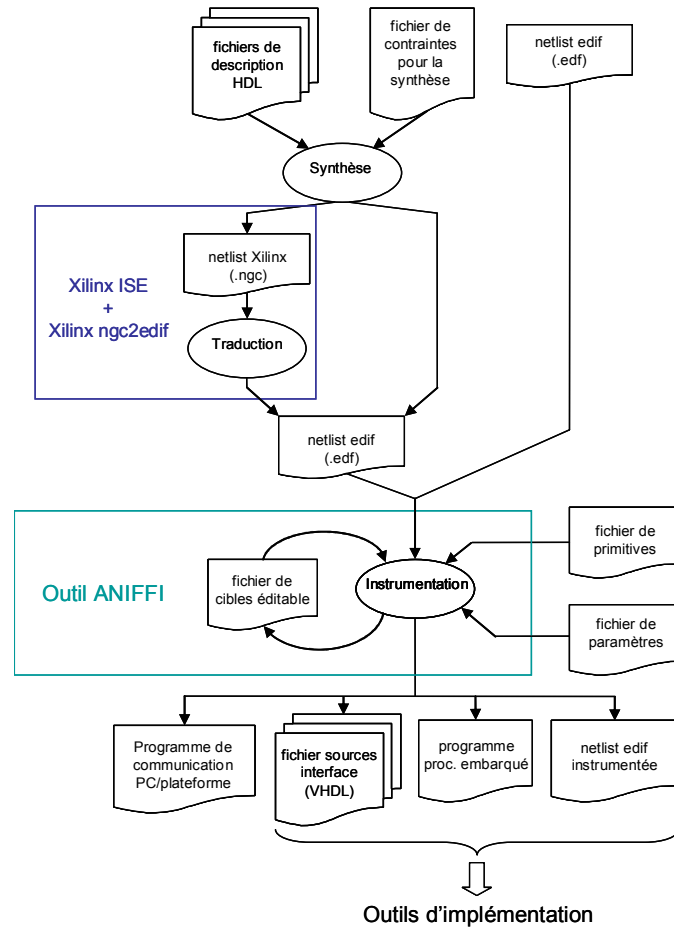 fichiers de
description
HDL
fichier de
contraintes
pour la
synthèse
netlist edif
(.edf)
Synthèse
netlist Xilinx
(.ngc)
Xilinx ISE
+
Xilinx ngc2edif
Traduction
netlist edif
(.edf)
Outil ANIFFI
fichier de
cibles éditable
Instrumentation
fichier de
primitives
fichier de
paramètres
Programme de
communication
PC/plateforme
fichier sources
interface
(VHDL)
programme
proc. embarqué
netlist edif
instrumentée
Outils d'implémentation